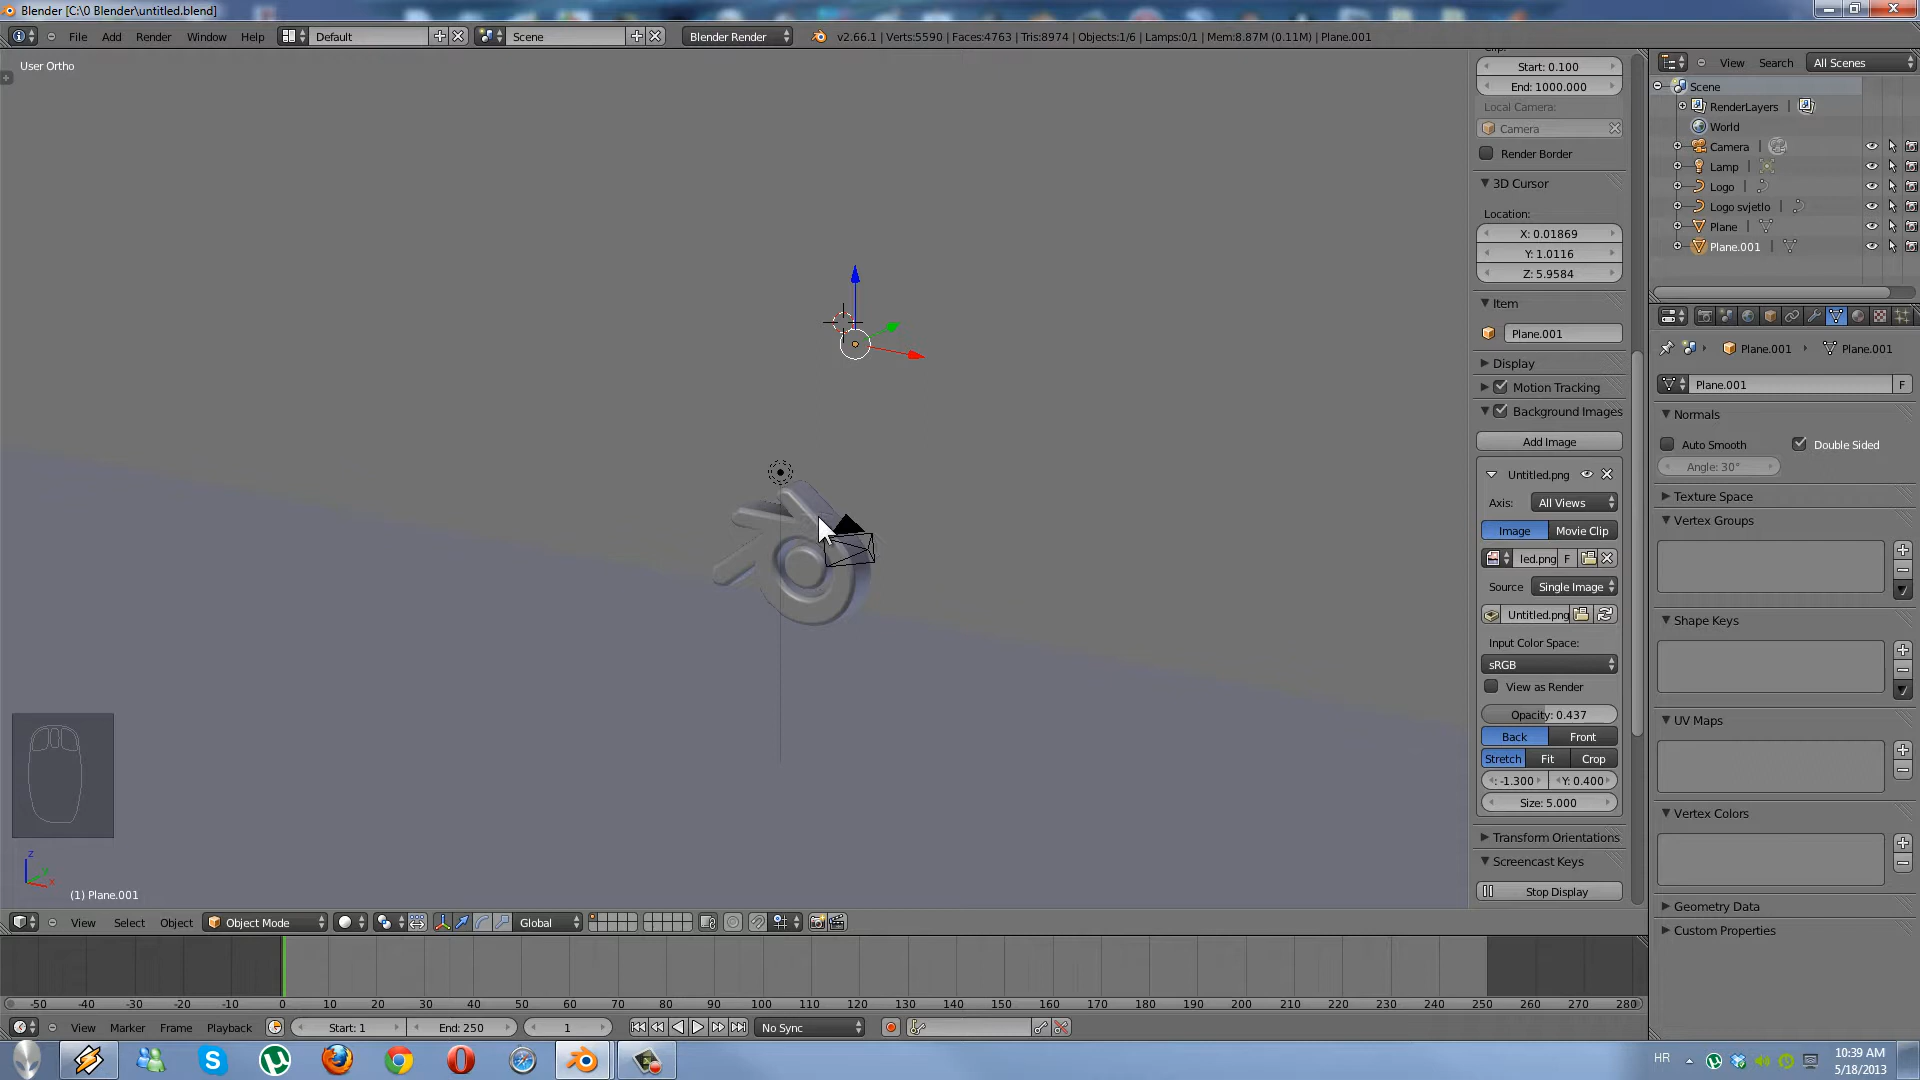 Blender [C:\0 Blender\untitled.blend]
File Add Render Window Help Default Scene Blender Render v2.66.1 | Verts:5590 | Faces:4763 | Tris:8974 | Objects:1/6 | Lamps:0/1 | Mem:8.87M (0.11M) | Plane.001
User Ortho
(1) Plane.001
z
x
View Select Object Object Mode Global
Start: 0.100
End: 1000.000
Local Camera:
Camera
Render Border
3D Cursor
Location:
X: 0.01869
Y: 1.0116
Z: 5.9584
Item
Plane.001
Display
Motion Tracking
Background Images
Add Image
Untitled.png
Axis: All Views
Image Movie Clip
led.png F
Source Single Image
Untitled.png
Input Color Space:
sRGB
View as Render
Opacity: 0.437
Back Front
Stretch Fit Crop
: -1.300 Y: 0.400
Size: 5.000
Transform Orientations
Screencast Keys
Stop Display
View Search All Scenes
Scene
RenderLayers |
World
Camera |
Lamp |
Logo |
Logo svjetlo |
Plane |
Plane.001 |
Plane.001 Plane.001
Plane.001 F
Normals
Auto Smooth Double Sided
Angle: 30°
Texture Space
Vertex Groups
Shape Keys
UV Maps
Vertex Colors
Geometry Data
Custom Properties
-50 -40 -30 -20 -10 0 10 20 30 40 50 60 70 80 90 100 110 120 130 140 150 160 170 180 190 200 210 220 230 240 250 260 270 280
View Marker Frame Playback Start: 1 End: 250 1 No Sync
HR 10:39 AM
5/18/2013